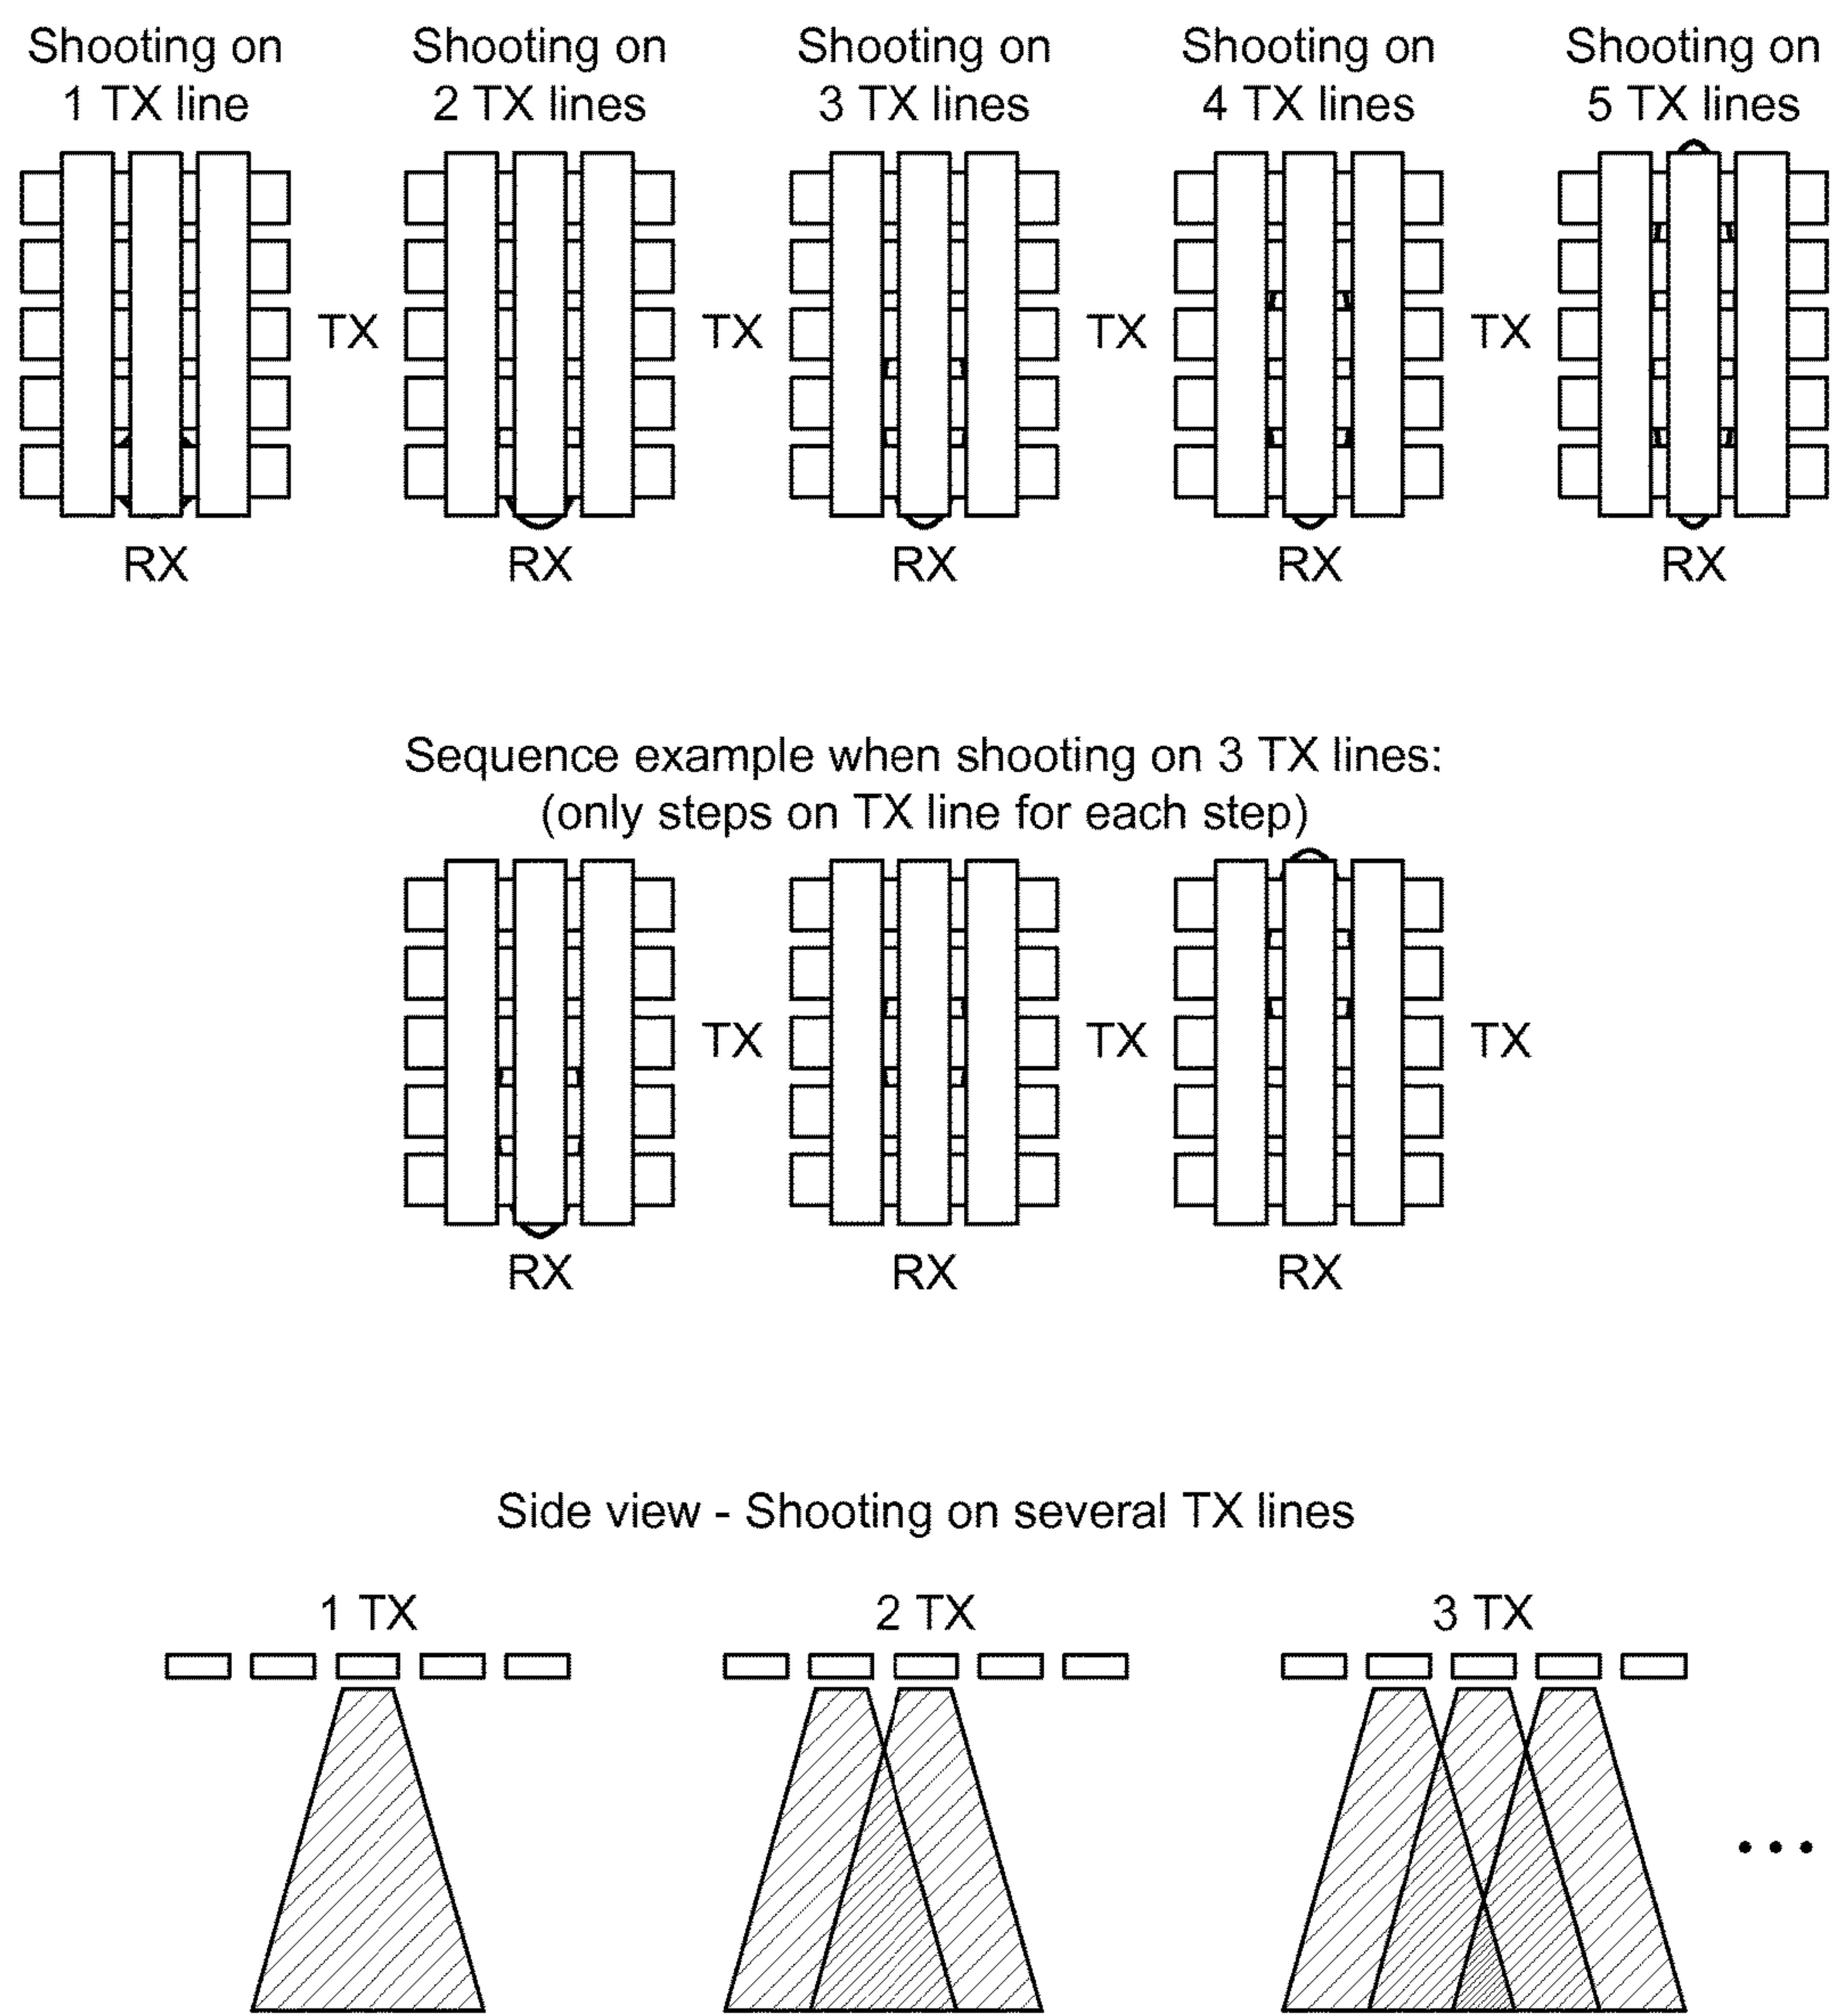 Shooting on
1 TX line
Shooting on
2 TX lines
Shooting on
3 TX lines
Shooting on
4 TX lines
Shooting on
5 TX lines
TX
TX
TX
TX
RX
RX
RX
RX
RX
Sequence example when shooting on 3 TX lines:
(only steps on TX line for each step)
TX
TX
TX
RX
RX
RX
Side view - Shooting on several TX lines
1 TX
2 TX
3 TX
...